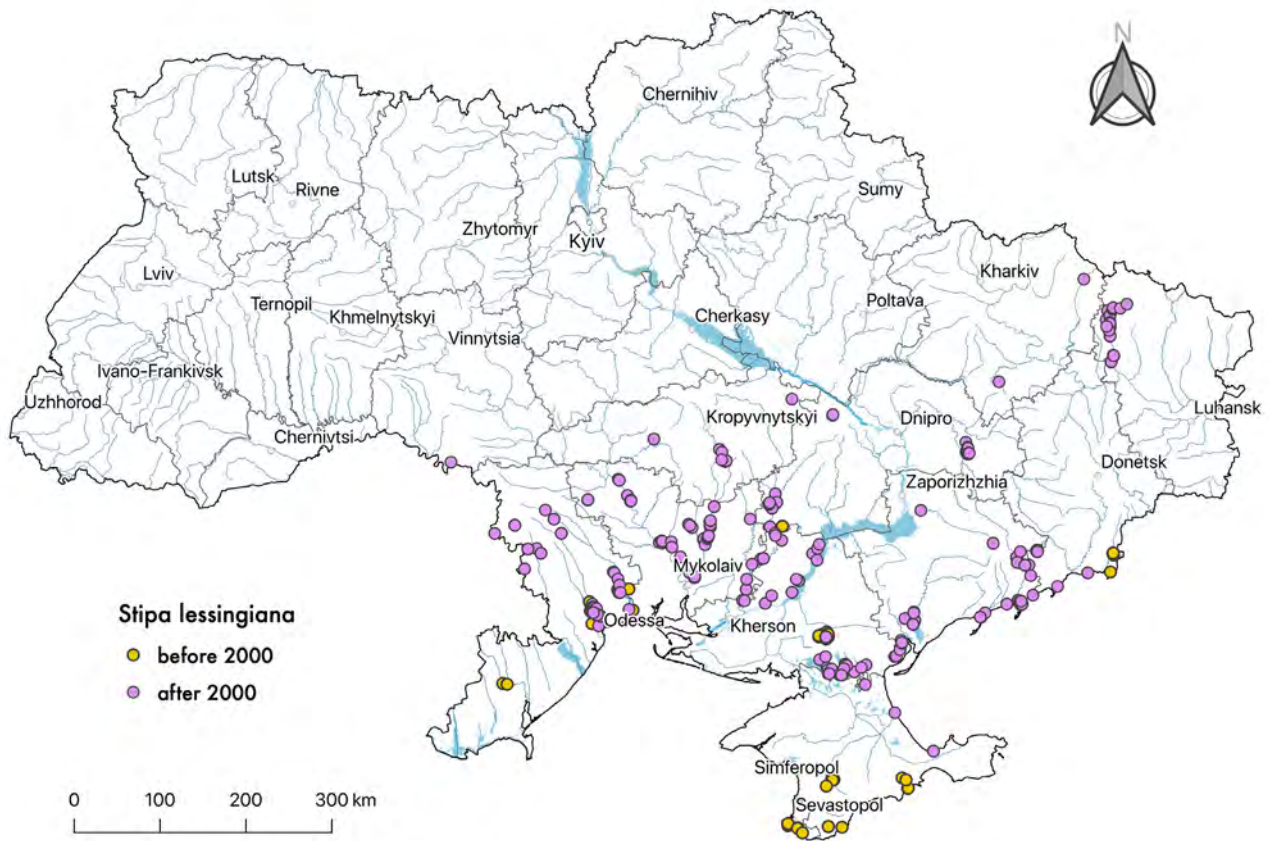 N
Chernihiv
Lutsk
Rivne
Sumy
Zhytomyr
Kyiv
Lviv
Kharkiv
Ternopil
Khmelnytskyi
Poltava
Cherkasy
Vinnytsia
Ivano-Frankivsk
Uzhhorod
Luhansk
Kropyvnytskyi
Dnipro
Chernivtsi
Donetsk
Zaporizhzhia
Mykolaiv
Stipa lessingiana
Odessa
Kherson
before 2000
after 2000
Simferopol
Sevastopol
0 100 200 300 km